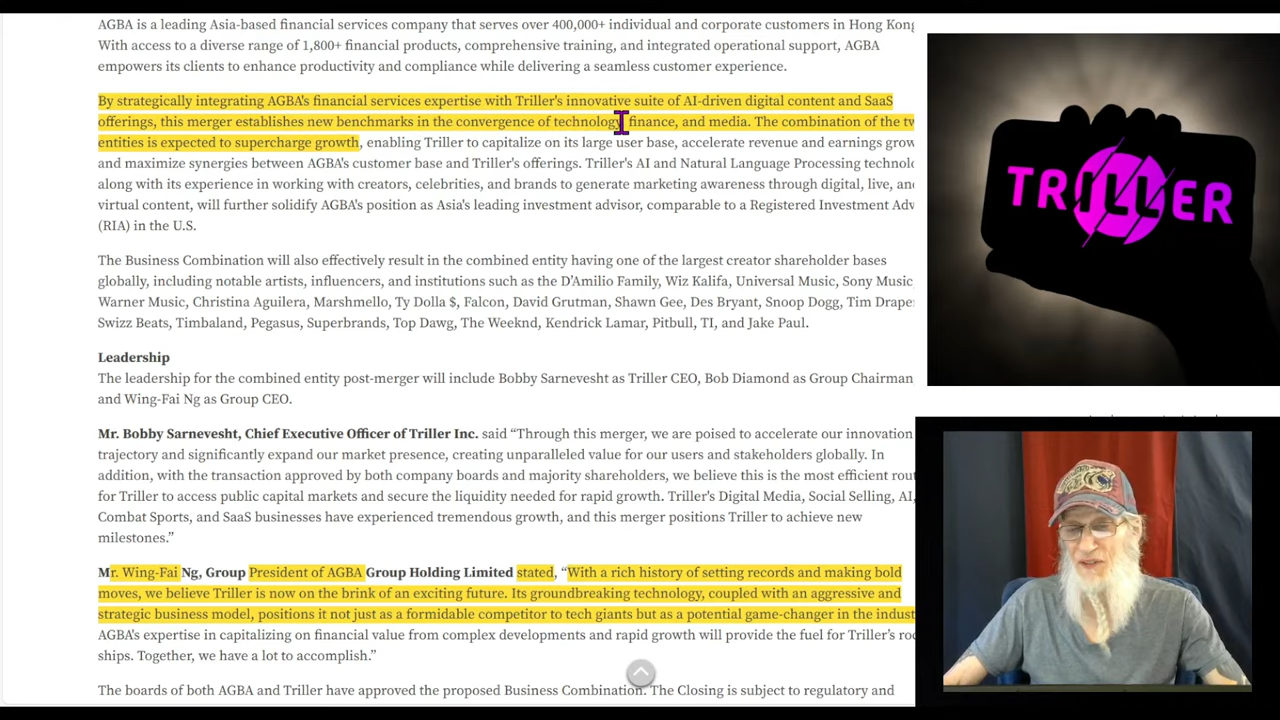 AGBA is a leading Asia-based financial services company that serves over 400,000+ individual and corporate customers in Hong Kong
With access to a diverse range of 1,800+ financial products, comprehensive training, and integrated operational support, AGBA
empowers its clients to enhance productivity and compliance while delivering a seamless customer experience.
By strategically integrating AGBA's financial services expertise with Triller's innovative suite of AI-driven digital content and SaaS
offerings, this merger establishes new benchmarks in the convergence of technology, finance, and media. The combination of the tw
entities is expected to supercharge growth, enabling Triller to capitalize on its large user base, accelerate revenue and earnings grow
and maximize synergies between AGBA's customer base and Triller's offerings. Triller's AI and Natural Language Processing technolo
along with its experience in working with creators, celebrities, and brands to generate marketing awareness through digital, live, and
virtual content, will further solidify AGBA's position as Asia's leading investment advisor, comparable to a Registered Investment Adv
(RIA) in the U.S.
The Business Combination will also effectively result in the combined entity having one of the largest creator shareholder bases
globally, including notable artists, influencers, and institutions such as the D'Amilio Family, Wiz Kalifa, Universal Music, Sony Music
Warner Music, Christina Aguilera, Marshmello, Ty Dolla $, Falcon, David Grutman, Shawn Gee, Des Bryant, Snoop Dogg, Tim Drape
Swizz Beats, Timbaland, Pegasus, Superbrands, Top Dawg, The Weeknd, Kendrick Lamar, Pitbull, TI, and Jake Paul.
Leadership
The leadership for the combined entity post-merger will include Bobby Sarnevesht as Triller CEO, Bob Diamond as Group Chairman
and Wing-Fai Ng as Group CEO.
Mr. Bobby Sarnevesht, Chief Executive Officer of Triller Inc. said “Through this merger, we are poised to accelerate our innovation
trajectory and significantly expand our market presence, creating unparalleled value for our users and stakeholders globally. In
addition, with the transaction approved by both company boards and majority shareholders, we believe this is the most efficient rout
for Triller to access public capital markets and secure the liquidity needed for rapid growth. Triller's Digital Media, Social Selling, AI,
Combat Sports, and SaaS businesses have experienced tremendous growth, and this merger positions Triller to achieve new
milestones.”
Mr. Wing-Fai Ng, Group President of AGBA Group Holding Limited stated, “With a rich history of setting records and making bold
moves, we believe Triller is now on the brink of an exciting future. Its groundbreaking technology, coupled with an aggressive and
strategic business model, positions it not just as a formidable competitor to tech giants but as a potential game-changer in the indust
AGBA's expertise in capitalizing on financial value from complex developments and rapid growth will provide the fuel for Triller’s roc
ships. Together, we have a lot to accomplish.”
The boards of both AGBA and Triller have approved the proposed Business Combination. The Closing is subject to regulatory and
TRILLER